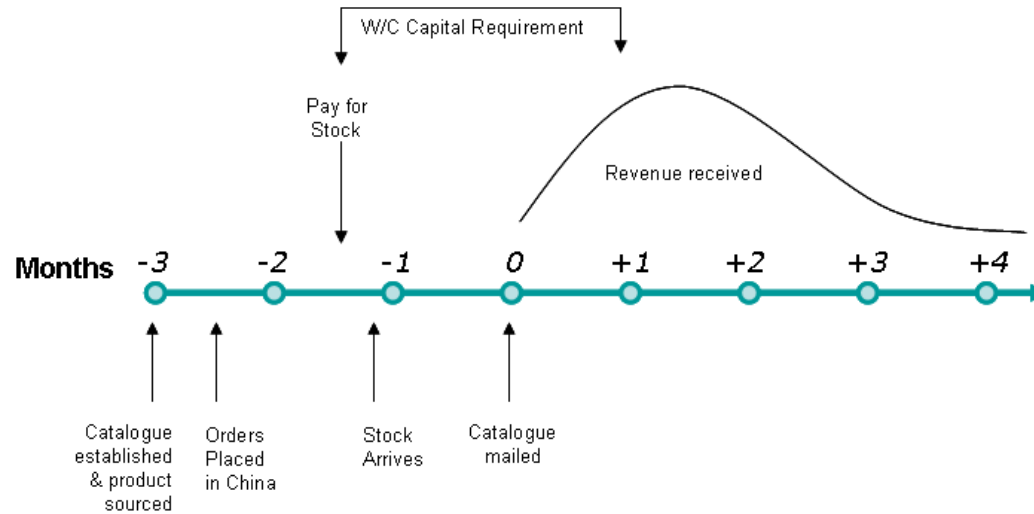 W/C Capital Requirement
Pay for
Stock
Revenue received
Months -3 -2 -1 0 +1 +2 +3 +4
Catalogue
established
& product
sourced
Orders
Placed
in China
Stock
Arrives
Catalogue
mailed